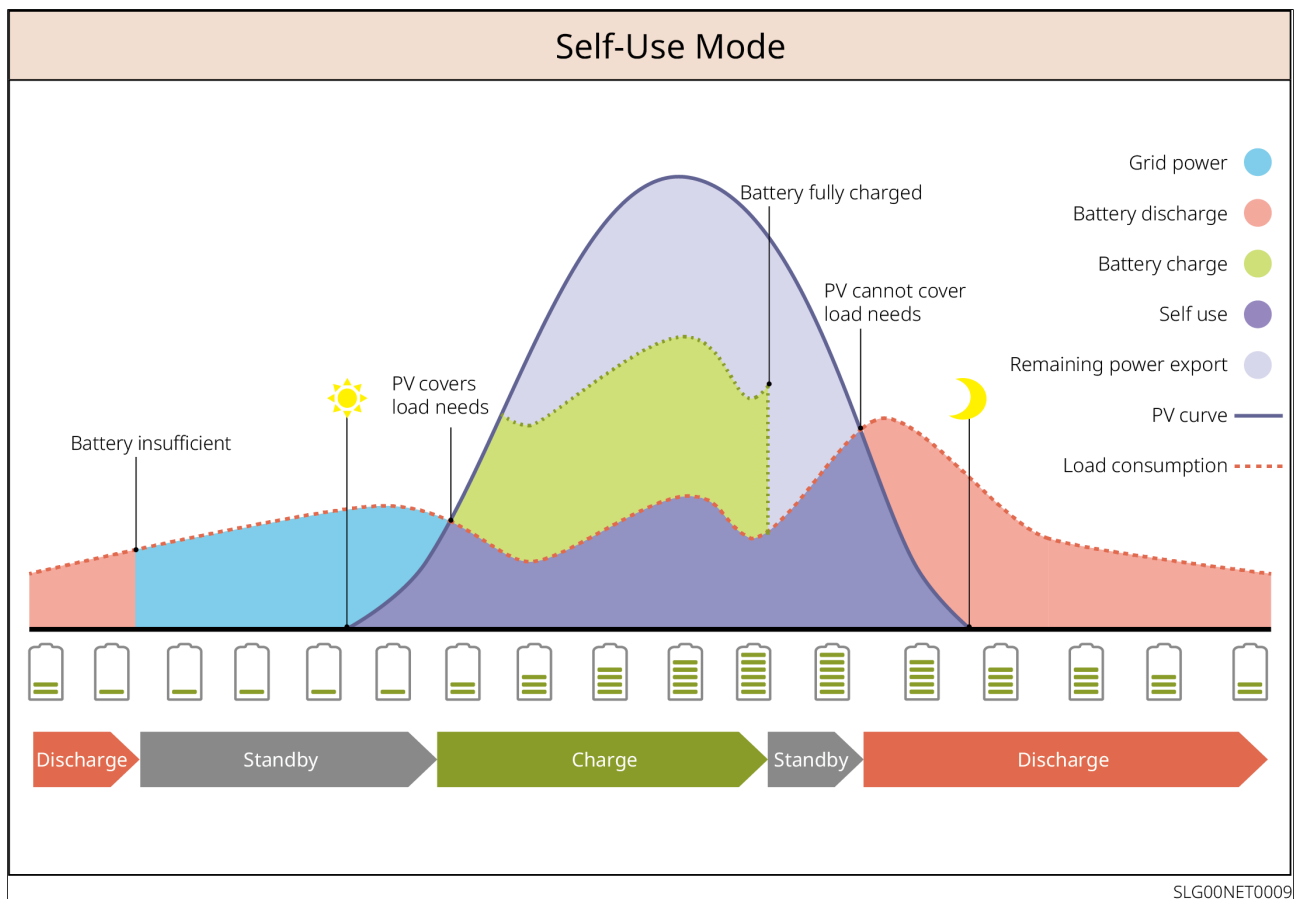 Self-Use Mode
Grid power
Battery fully charged
Battery discharge
Battery charge
PV cannot cover
load needs
Self use
Remaining power export
PV covers
load needs
PV curve
Battery insufficient
Load consumption
Discharge
Standby
Charge
Standby
Discharge
SLG00NET0009